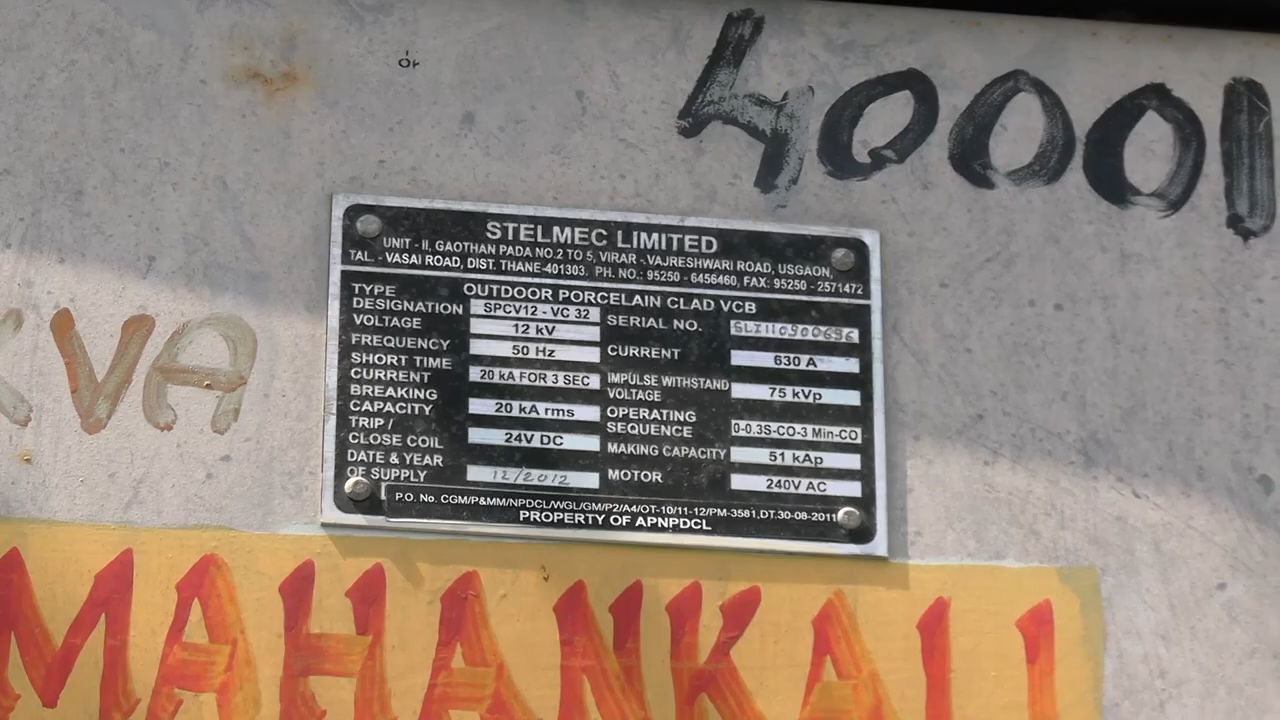 40001
KVA
STELMEC LIMITED
UNIT - II, GAOTHAN PADA NO.2 TO 5, VIRAR - VAJRESHWARI ROAD, USGAON,
TAL. - VASAI ROAD, DIST. THANE-401303. PH. NO.: 95250 - 6456460, FAX: 95250 - 2571472
TYPE OUTDOOR PORCELAIN CLAD VCB
DESIGNATION SPCV12 - VC 32 SERIAL NO.
VOLTAGE 12 kV
FREQUENCY 50 Hz CURRENT 630 A
SHORT TIME
CURRENT 20 kA FOR 3 SEC IMPULSE WITHSTAND
VOLTAGE 75 kVp
BREAKING
CAPACITY 20 kA rms OPERATING
SEQUENCE 0-0.3S-CO-3 Min-CO
TRIP /
CLOSE COIL 24V DC MAKING CAPACITY 51 kAp
DATE & YEAR
OF SUPPLY 12/2012 MOTOR 240V AC
P.O. No. CGM/P&MM/NPDCL/WGL/GM/P2/A4/OT-10/11-12/PM-3581,DT.30-08-2011
PROPERTY OF APNPDCL
MAHANKALI